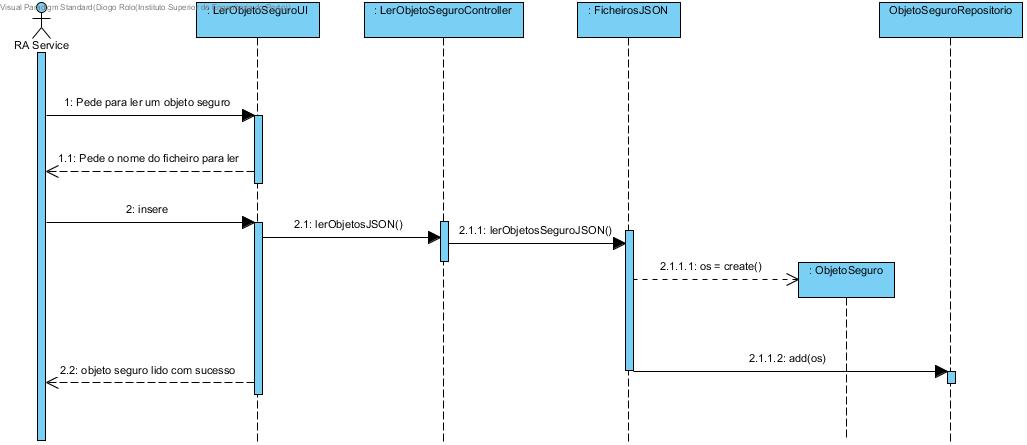 Visual Paradigm Standard(Diogo Rolo(Instituto Superior de
: LerObjetoSeguroUI
: LerObjetoSeguroController
: FicheirosJSON
ObjetoSeguroRepositorio
RA Service
1: Pede para ler um objeto seguro
1.1: Pede o nome do ficheiro para ler
2: insere
2.1: lerObjetosJSON()
2.1.1: lerObjetosSeguroJSON()
2.1.1.1: os = create()
: ObjetoSeguro
2.1.1.2: add(os)
2.2: objeto seguro lido com sucesso